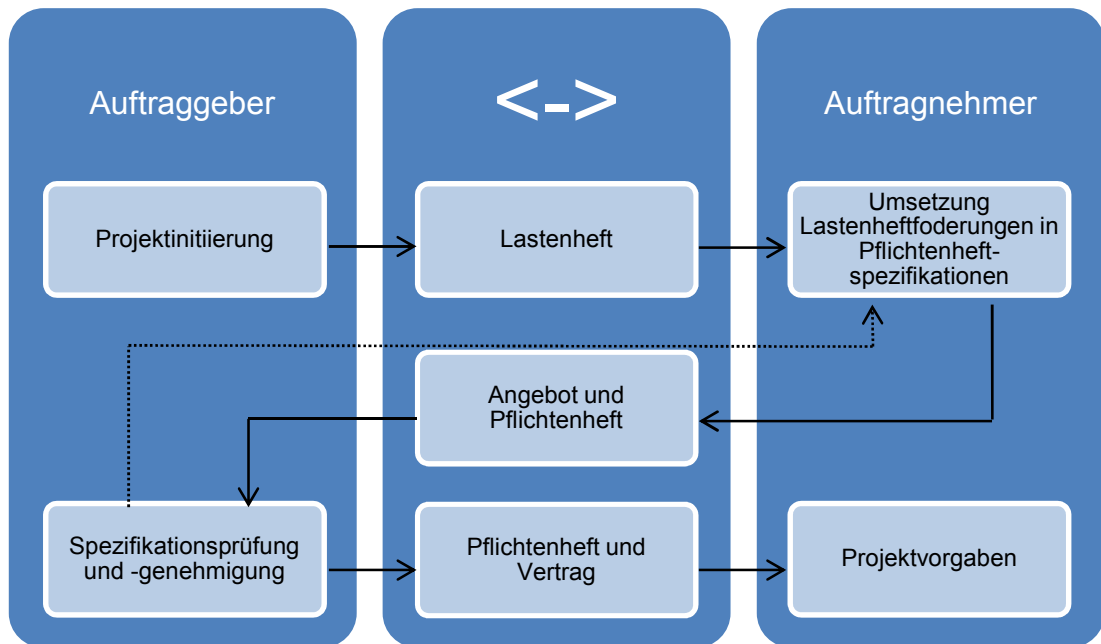 Auftraggeber
<->
Auftragnehmer
Projektinitiierung
Lastenheft
Umsetzung
Lastenheftfoderungen in
Pflichtenheft-
spezifikationen
Angebot und
Pflichtenheft
Spezifikationsprüfung
und -genehmigung
Pflichtenheft und
Vertrag
Projektvorgaben